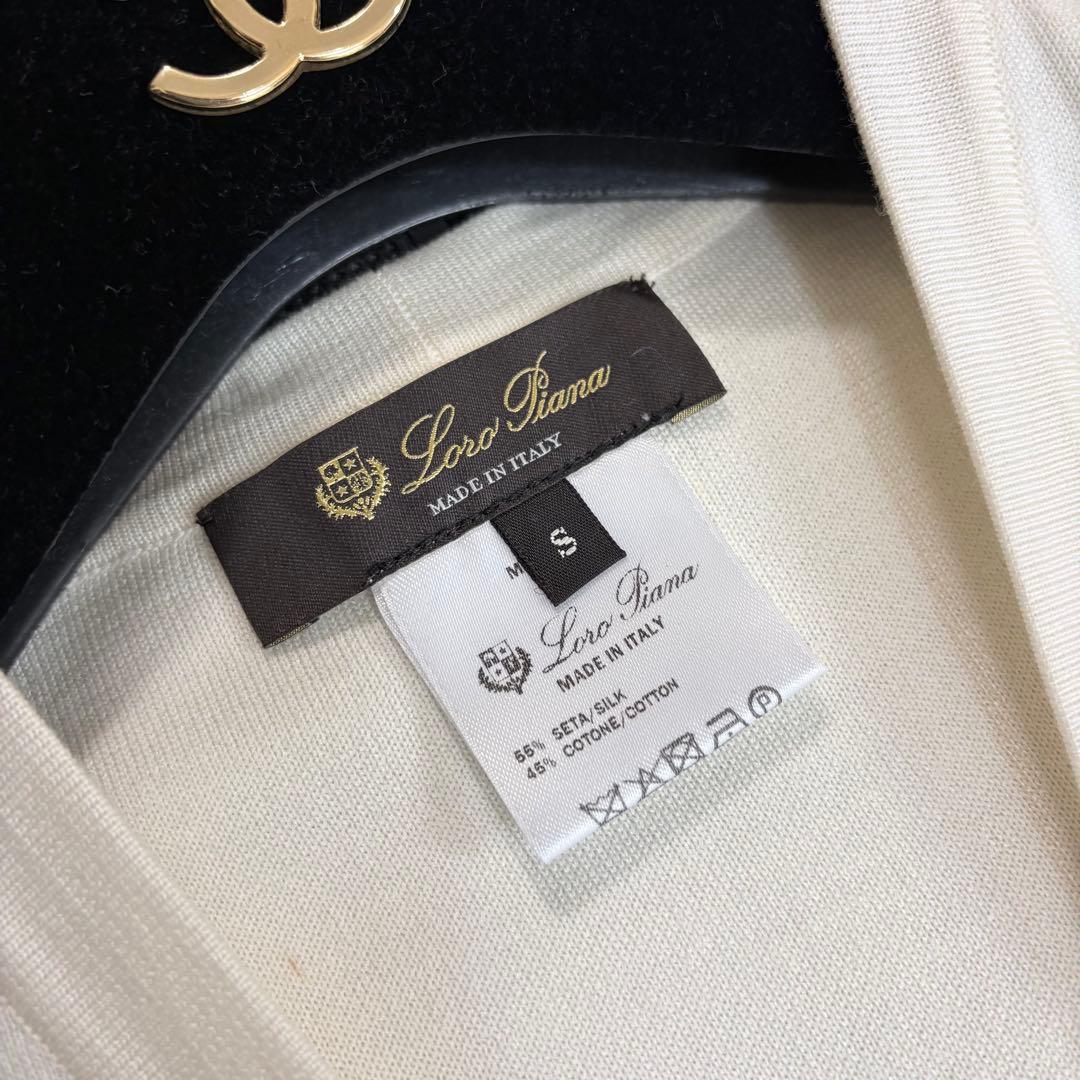 Loro Piana
MADE IN ITALY
S
M
Loro Piana
MADE IN ITALY
55% SETA/SILK
45% COTONE/COTTON
P